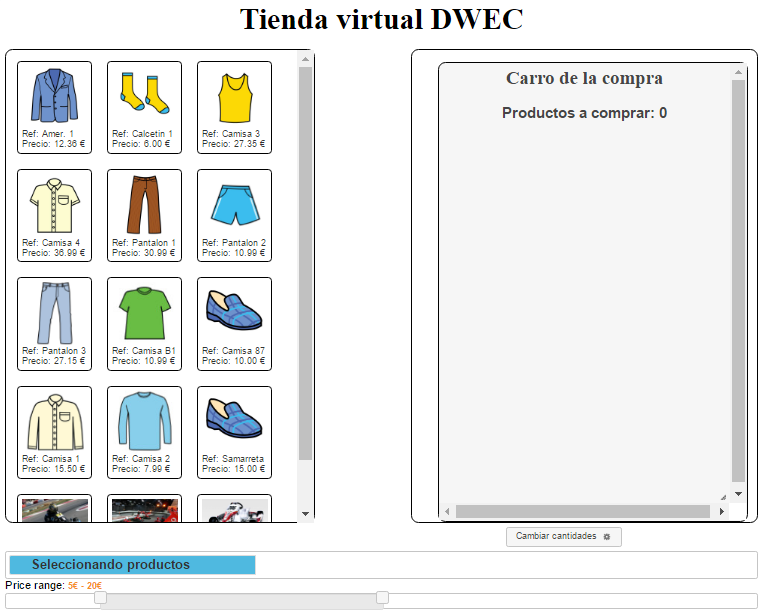 Tienda virtual DWEC
Ref: Amer. 1
Precio: 12.36 €
Ref: Calcetin 1
Precio: 6.00 €
Ref: Camisa 3
Precio: 27.35 €
Ref: Camisa 4
Precio: 36.99 €
Ref: Pantalon 1
Precio: 30.99 €
Ref: Pantalon 2
Precio: 10.99 €
Ref: Pantalon 3
Precio: 27.15 €
Ref: Camisa B1
Precio: 10.99 €
Ref: Camisa 87
Precio: 10.00 €
Ref: Camisa 1
Precio: 15.50 €
Ref: Camisa 2
Precio: 7.99 €
Ref: Samarreta
Precio: 15.00 €
Carro de la compra
Productos a comprar: 0
Cambiar cantidades
Seleccionando productos
Price range: 5€ - 20€